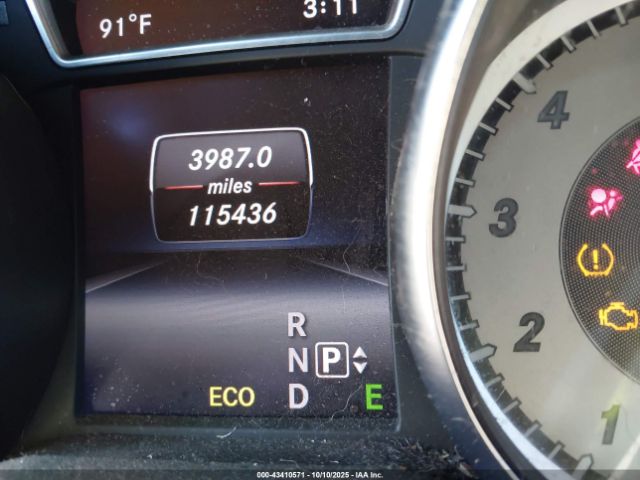 91°F 3:11
3987.0
miles
115436
R
N P
ECO D E
4
3
2
1
000-43410571 - 10/10/2025 - IAA Inc.